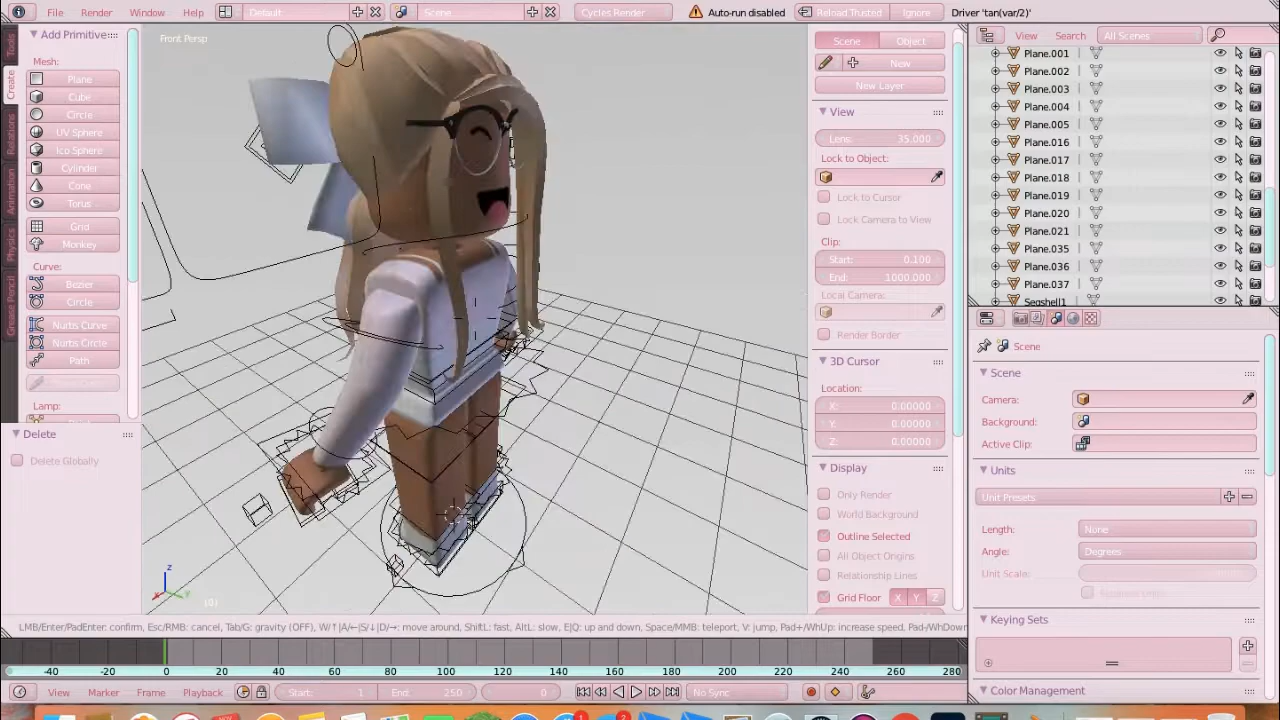 File Render Window Help Default Scene Cycles Render Auto-run disabled Reload Trusted Ignore Driver 'tan(var/2)'
Tools
Create
Relations
Animation
Physics
Grease Pencil
Add Primitive
Mesh:
Plane
Cube
Circle
UV Sphere
Ico Sphere
Cylinder
Cone
Torus
Grid
Monkey
Curve:
Bezier
Circle
Nurbs Curve
Nurbs Circle
Path
Lamp:
Delete
Delete Globally
Front Persp
(0)
z
x
Y
Scene Object
New
New Layer
View
Lens: 35.000
Lock to Object:
Lock to Cursor
Lock Camera to View
Clip:
Start: 0.100
End: 1000.000
Local Camera:
Render Border
3D Cursor
Location:
X: 0.00000
Y: 0.00000
Z: 0.00000
Display
Only Render
World Background
Outline Selected
All Object Origins
Relationship Lines
Grid Floor X Y Z
View Search All Scenes
Plane.001
Plane.002
Plane.003
Plane.004
Plane.005
Plane.016
Plane.017
Plane.018
Plane.019
Plane.020
Plane.021
Plane.035
Plane.036
Plane.037
Seashell1
Scene
Scene
Camera:
Background:
Active Clip:
Units
Unit Presets
Length: None
Angle: Degrees
Unit Scale:
Keying Sets
Color Management
LMB/Enter/PadEnter: confirm, Esc/RMB: cancel, Tab/G: gravity (OFF), W/↑|A/←|S/↓|D/→: move around, ShiftL: fast, AltL: slow, E|Q: up and down, Space/MMB: teleport, V: jump, Pad+/WhUp: increase speed, Pad-/WhDown
-40 -20 0 20 40 60 80 100 120 140 160 180 200 220 240 260 280
View Marker Frame Playback Start: 1 End: 250 0 No Sync